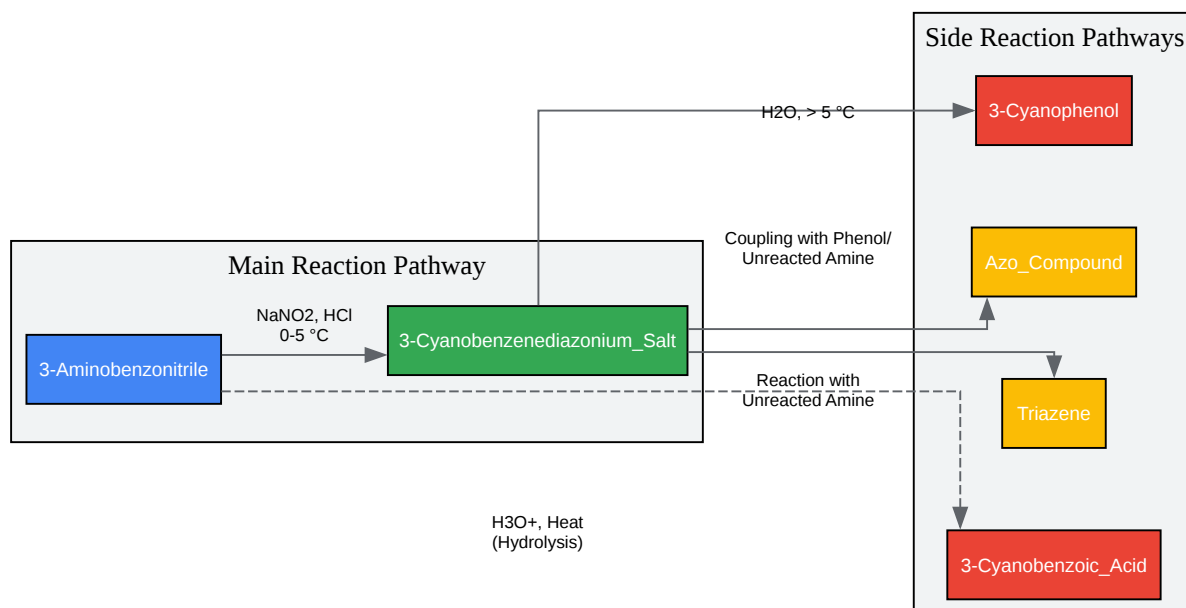 Side Reaction Pathways
3-Cyanophenol
H2O, > 5 °C
Coupling with Phenol/
Unreacted Amine
Azo_Compound
Main Reaction Pathway
NaNO2, HCl
0-5 °C
3-Cyanobenzenediazonium_Salt
3-Aminobenzonitrile
Reaction with
Unreacted Amine
Triazene
H3O+, Heat
(Hydrolysis)
3-Cyanobenzoic_Acid